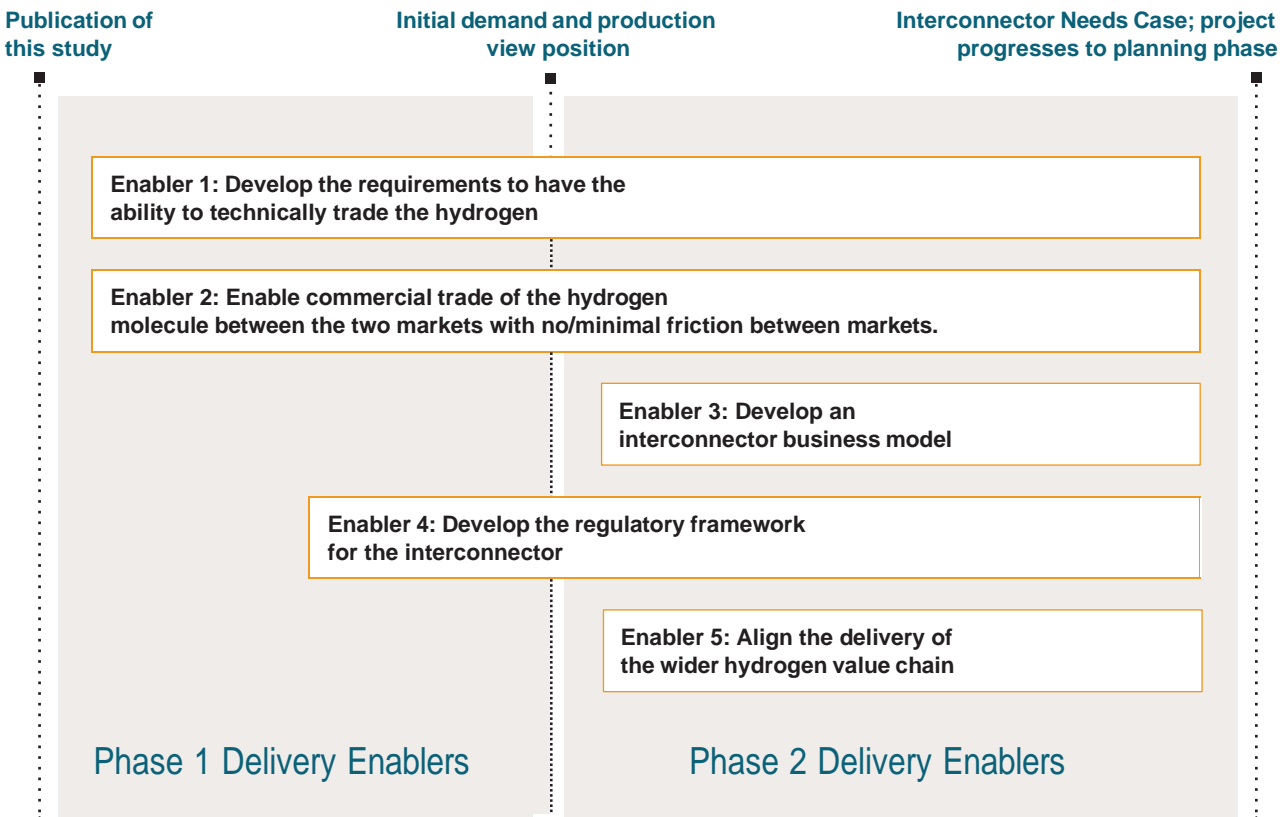 Publication of
this study
Initial demand and production
view position
Interconnector Needs Case; project
progresses to planning phase
Enabler 1: Develop the requirements to have the
ability to technically trade the hydrogen
Enabler 2: Enable commercial trade of the hydrogen
molecule between the two markets with no/minimal friction between markets.
Enabler 3: Develop an
interconnector business model
Enabler 4: Develop the regulatory framework
for the interconnector
Enabler 5: Align the delivery of
the wider hydrogen value chain
Phase 1 Delivery Enablers
Phase 2 Delivery Enablers